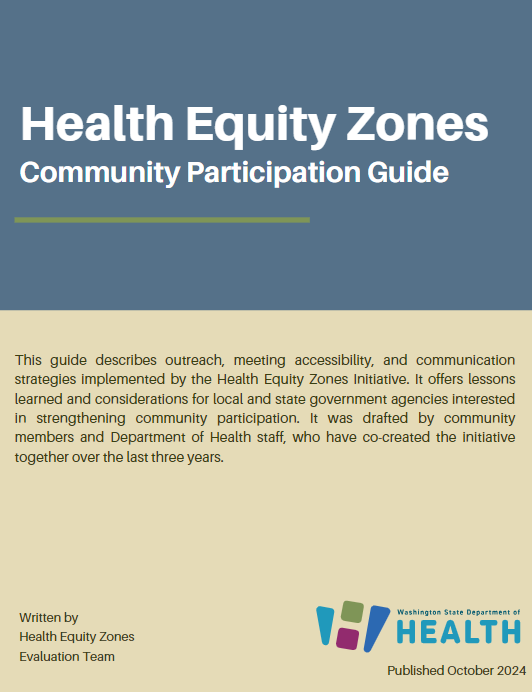 Health Equity Zones
Community Participation Guide
This guide describes outreach, meeting accessibility, and communication
strategies implemented by the Health Equity Zones Initiative. It offers lessons
learned and considerations for local and state government agencies interested
in strengthening community participation. It was drafted by community
members and Department of Health staff, who have co-created the initiative
together over the last three years.
Written by
Health Equity Zones
Evaluation Team
Washington State Department of
HEALTH
Published October 2024